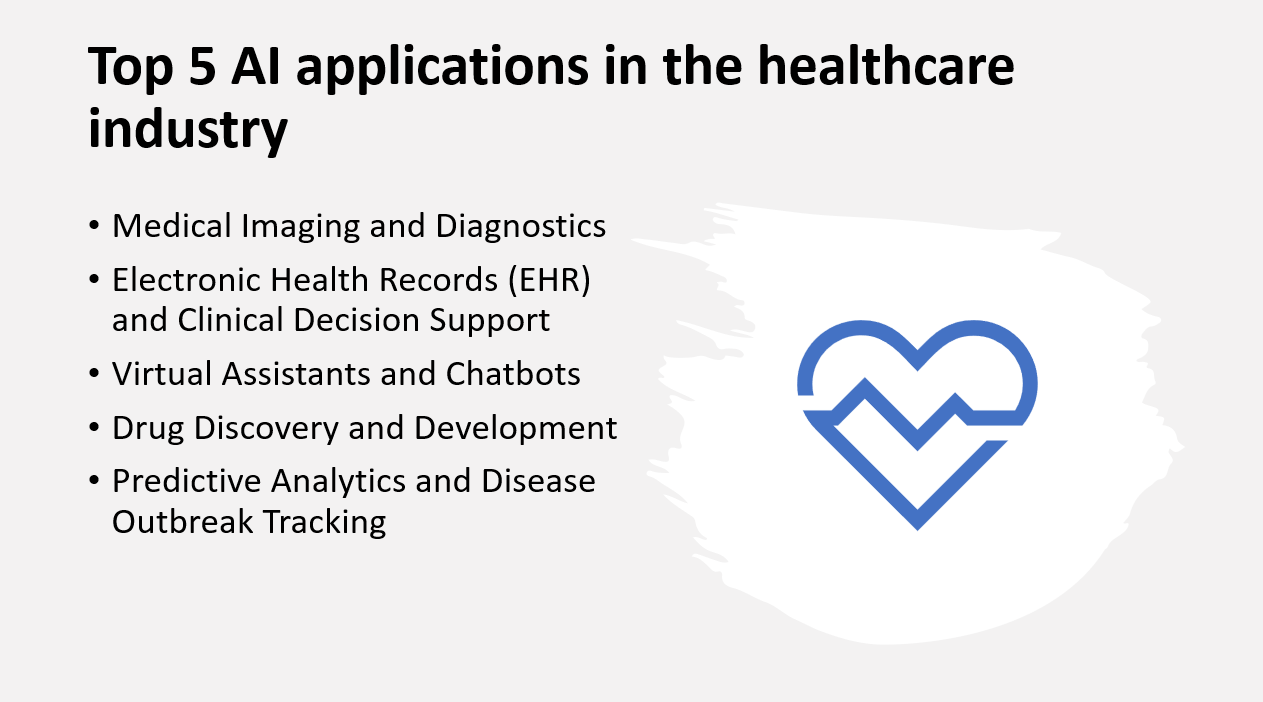 Top 5 AI applications in the healthcare
industry
• Medical Imaging and Diagnostics
• Electronic Health Records (EHR)
and Clinical Decision Support
• Virtual Assistants and Chatbots
• Drug Discovery and Development
• Predictive Analytics and Disease
Outbreak Tracking